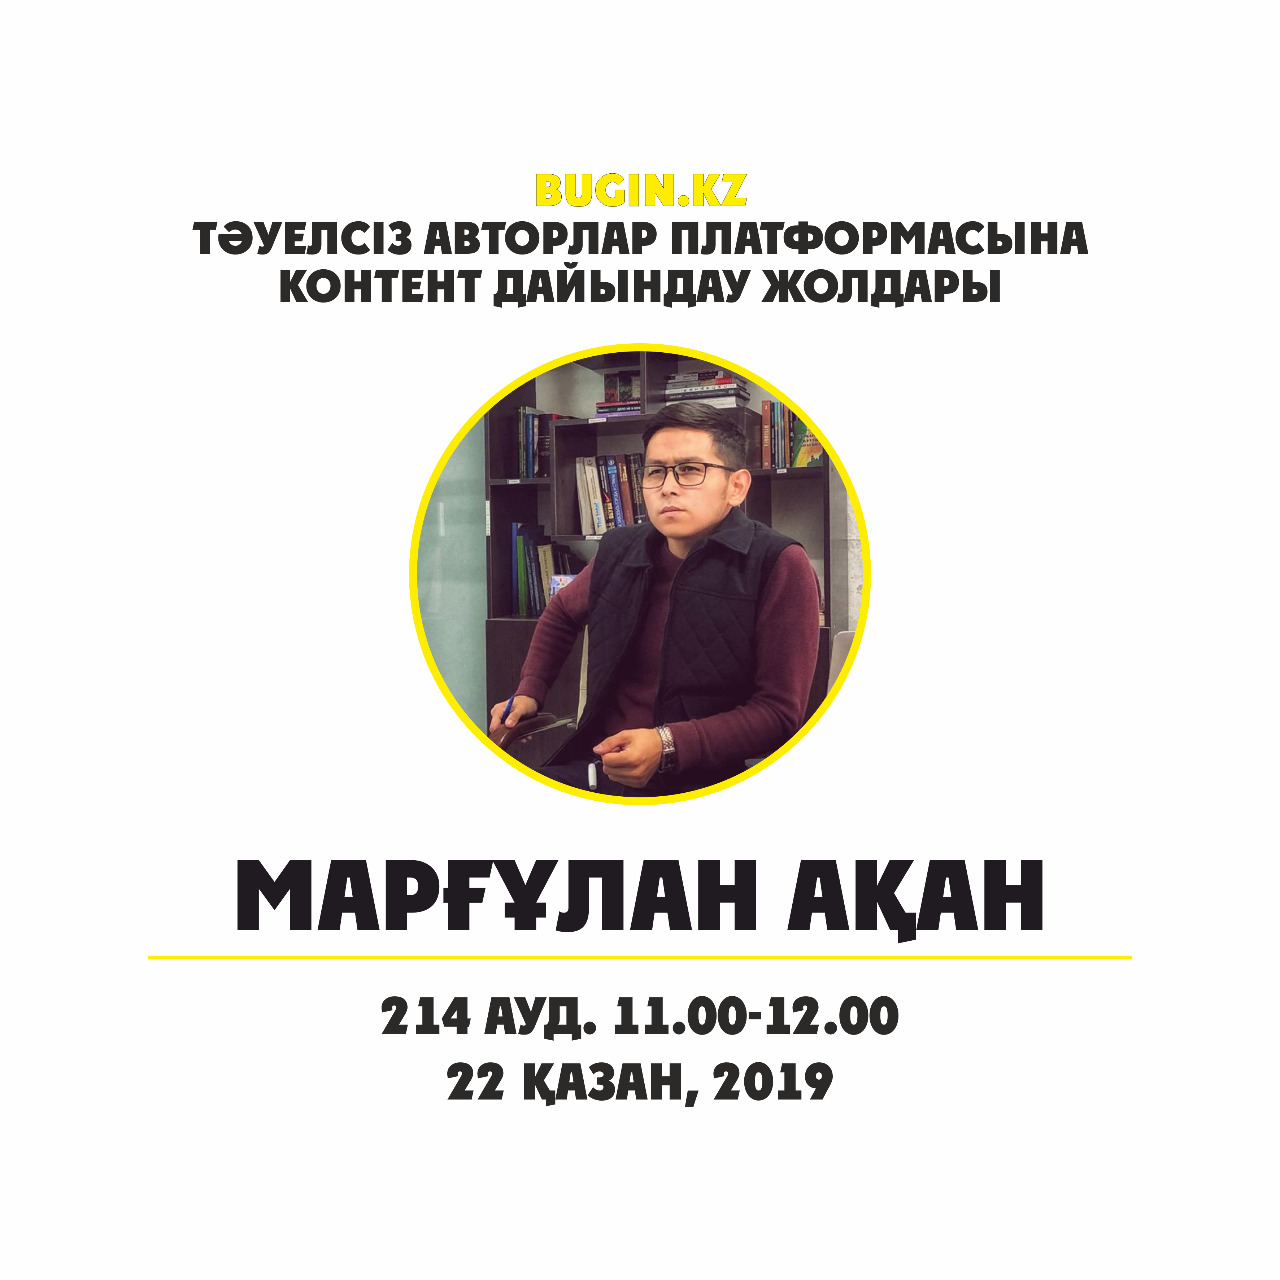 BUGIN.KZ
ТӘУЕЛСІЗ АВТОРЛАР ПЛАТФОРМАСЫНА
КОНТЕНТ ДАЙЫНДАУ ЖОЛДАРЫ
МАРҒҰЛАН АҚАН
214 АУД. 11.00-12.00
22 ҚАЗАН, 2019